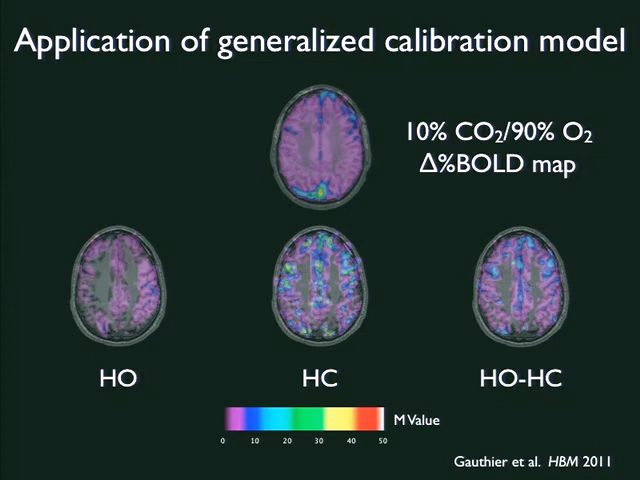 Application of generalized calibration model
10% CO₂/90% O₂
Δ%BOLD map
HO
HC
HO-HC
M Value
0 10 20 30 40 50
Gauthier et al. HBM 2011